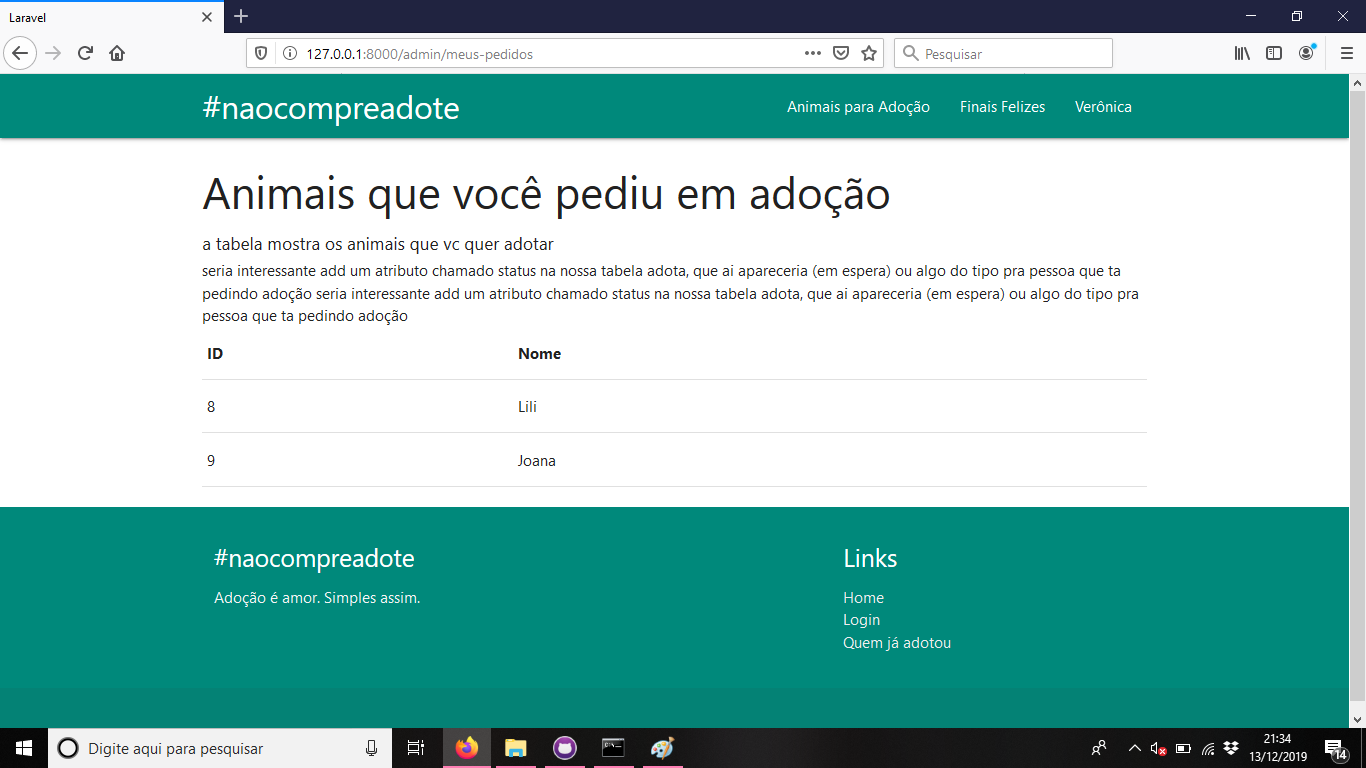 Laravel
127.0.0.1:8000/admin/meus-pedidos
Pesquisar
#naocompreadote
Animais para Adoção
Finais Felizes
Verônica
Animais que você pediu em adoção
a tabela mostra os animais que vc quer adotar
seria interessante add um atributo chamado status na nossa tabela adota, que ai apareceria (em espera) ou algo do tipo pra pessoa que ta
pedindo adoção seria interessante add um atributo chamado status na nossa tabela adota, que ai apareceria (em espera) ou algo do tipo pra
pessoa que ta pedindo adoção
ID Nome
8 Lili
9 Joana
#naocompreadote
Adoção é amor. Simples assim.
Links
Home
Login
Quem já adotou
Digite aqui para pesquisar
21:34
13/12/2019
14